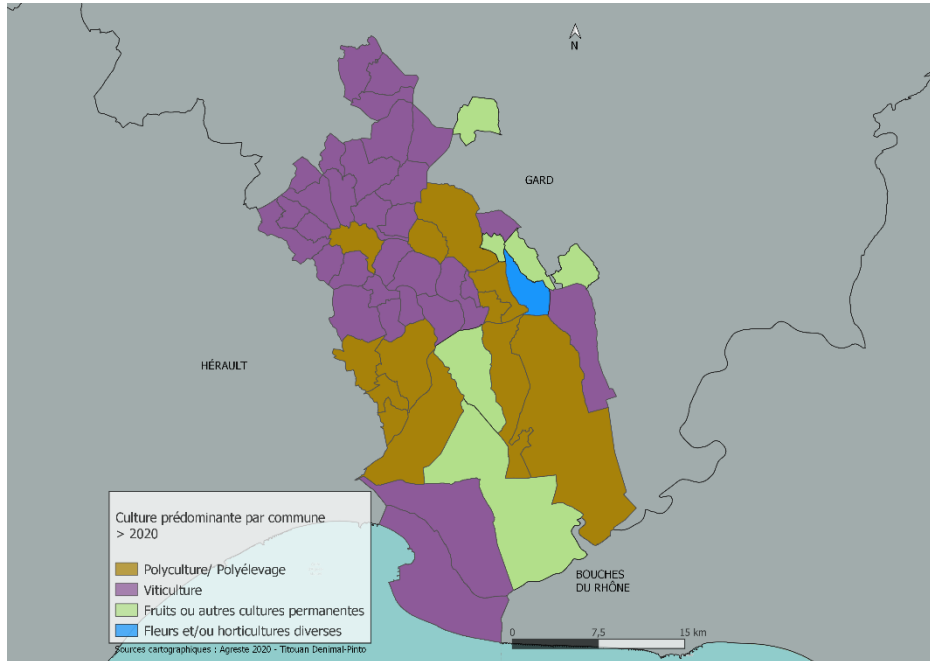 N
GARD
HÉRAULT
BOUCHES
DU RHÔNE
Culture prédominante par commune
> 2020
Polyculture/ Polyélevage
Viticulture
Fruits ou autres cultures permanentes
Fleurs et/ou horticultures diverses
0 7,5 15 km
Sources cartographiques : Agreste 2020 - Titouan Denimal-Pinto